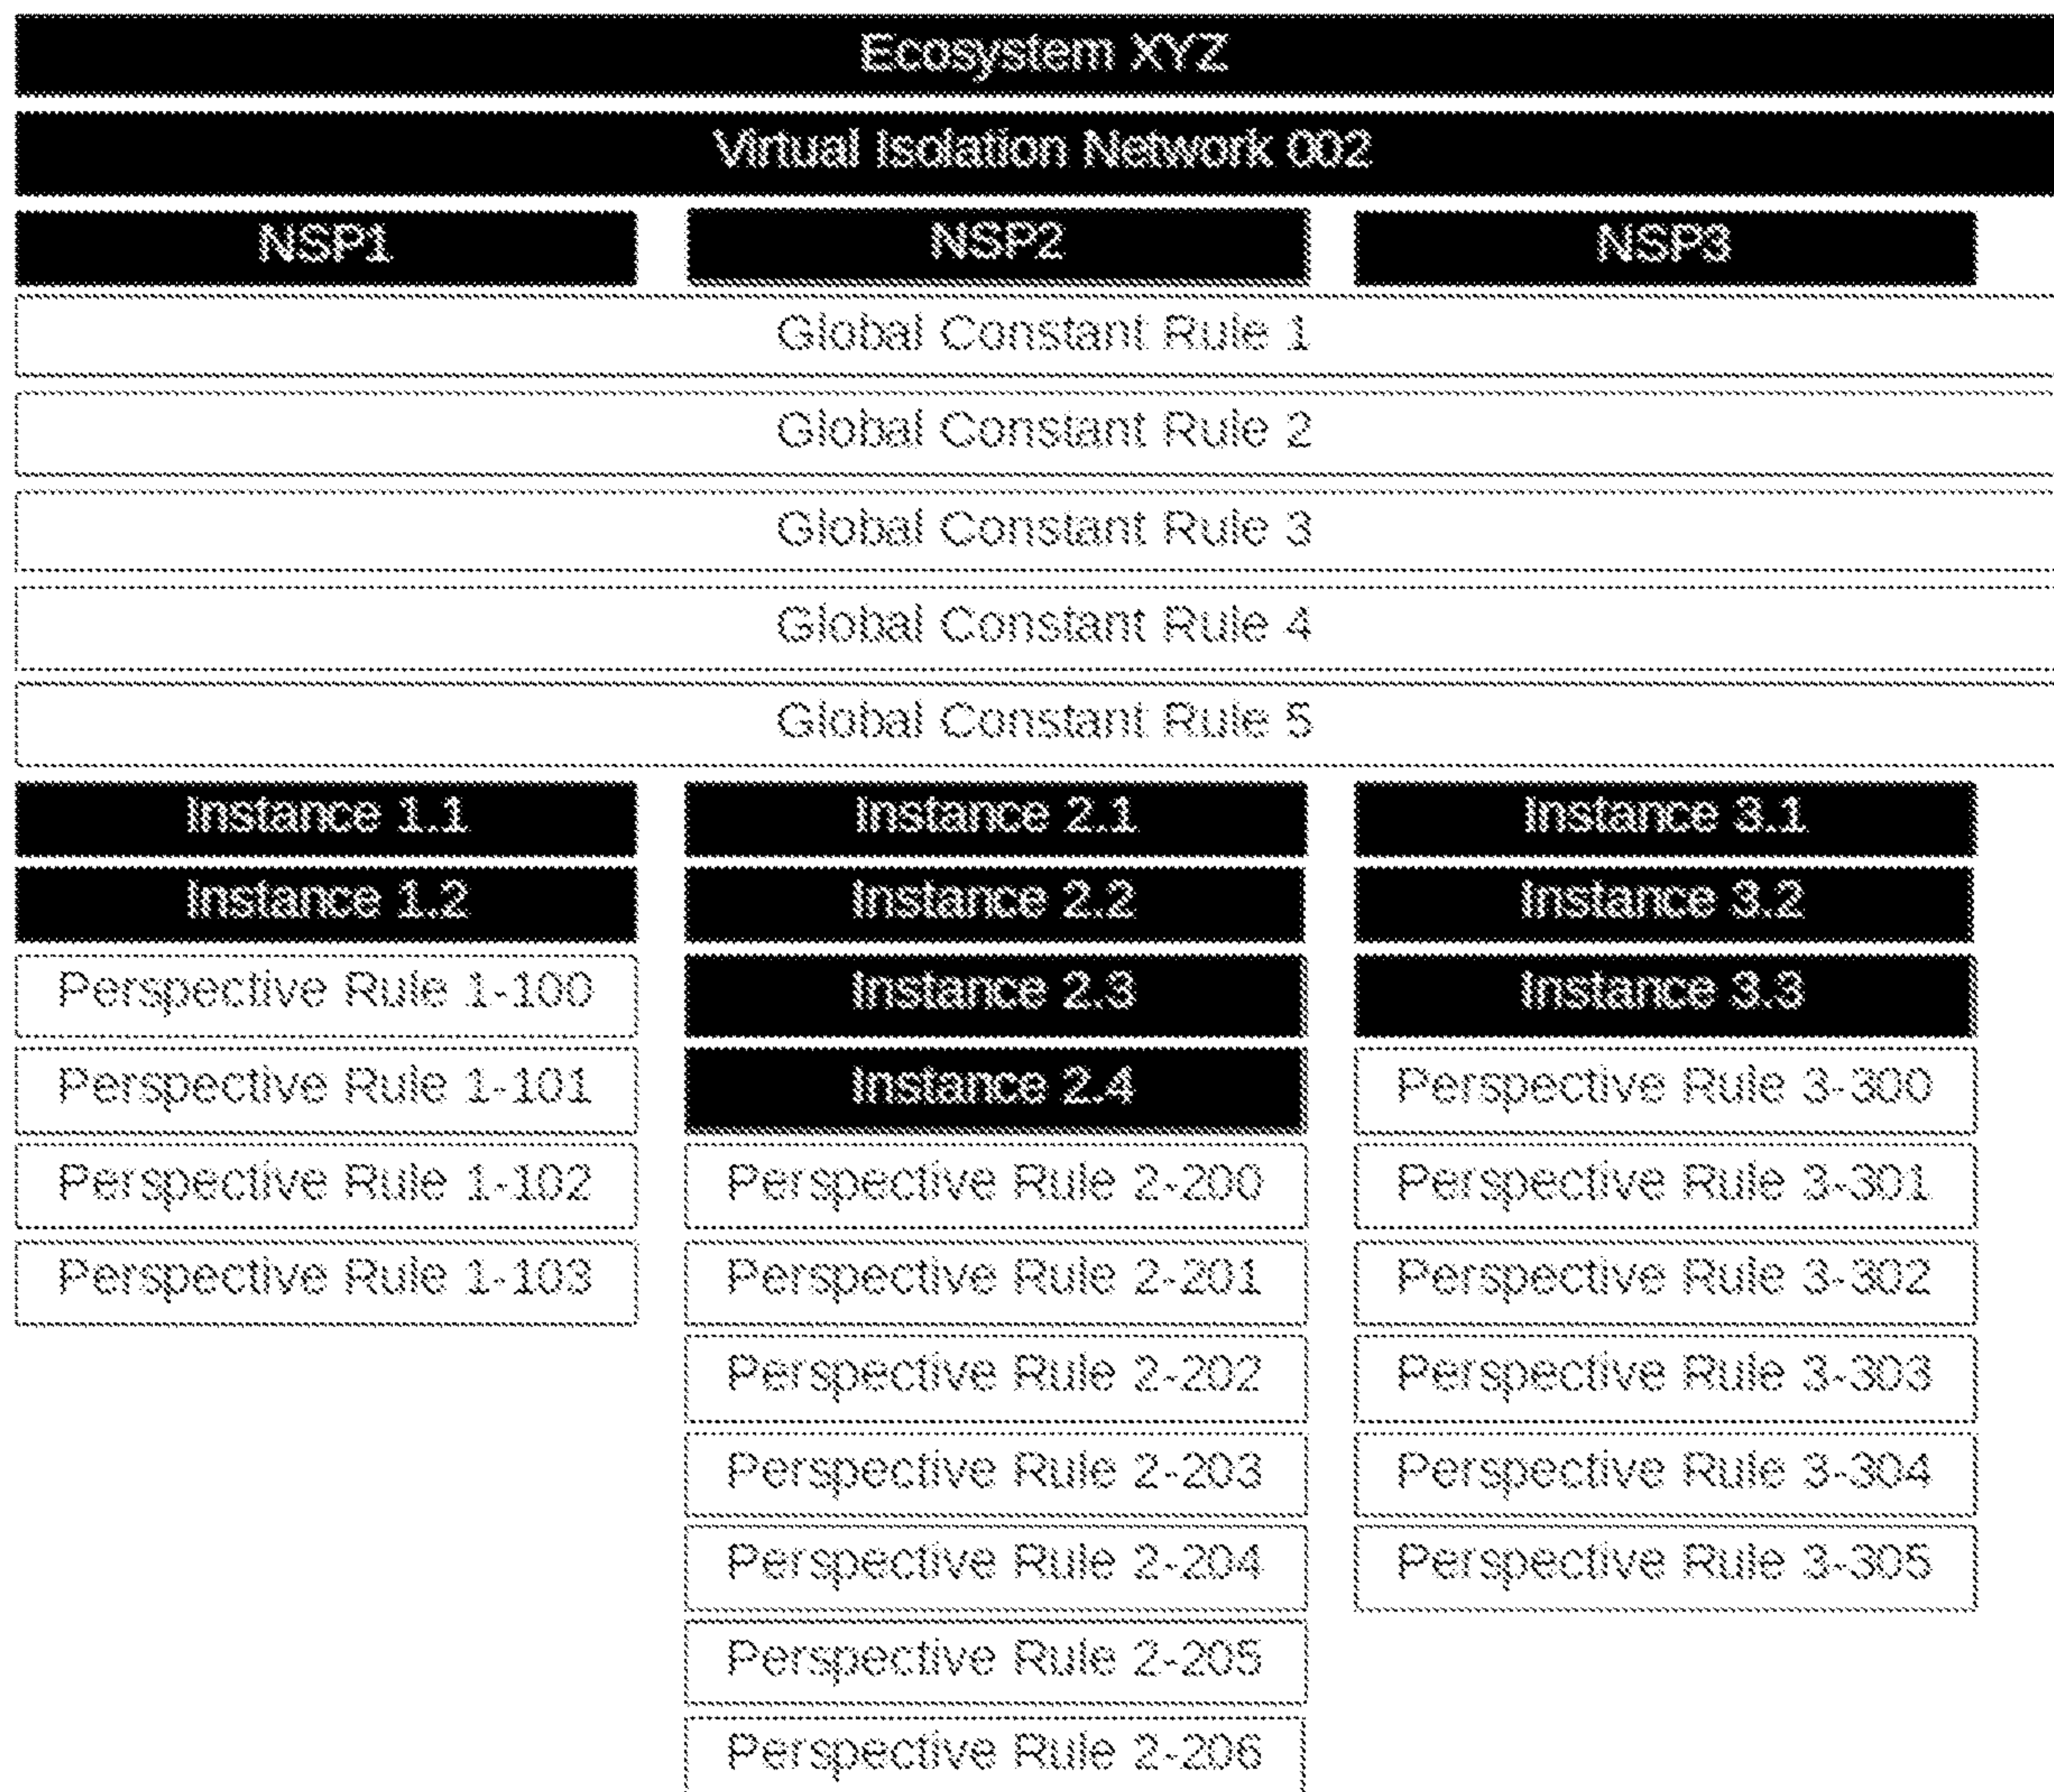 Ecosystem XYZ
Virtual Isolation Network 002
NSP1 NSP2 NSP3
Global Constant Rule 1
Global Constant Rule 2
Global Constant Rule 3
Global Constant Rule 4
Global Constant Rule 5
Instance 1.1 Instance 2.1 Instance 3.1
Instance 1.2 Instance 2.2 Instance 3.2
Perspective Rule 1-100 Instance 2.3 Instance 3.3
Perspective Rule 1-101 Instance 2.4 Perspective Rule 3-300
Perspective Rule 1-102 Perspective Rule 2-200 Perspective Rule 3-301
Perspective Rule 1-103 Perspective Rule 2-201 Perspective Rule 3-302
Perspective Rule 2-202 Perspective Rule 3-303
Perspective Rule 2-203 Perspective Rule 3-304
Perspective Rule 2-204 Perspective Rule 3-305
Perspective Rule 2-205
Perspective Rule 2-206